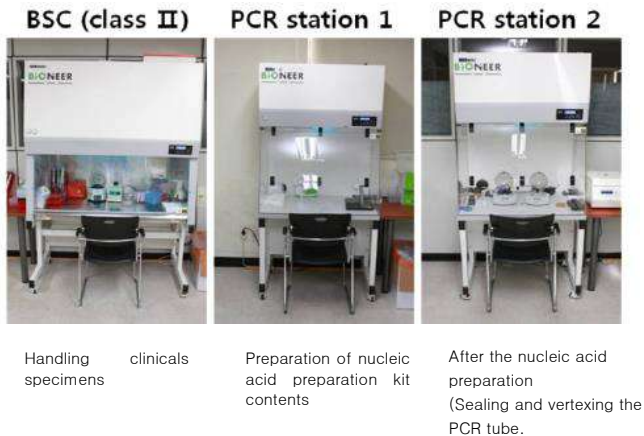 BSC (class Ⅱ)
PCR station 1
PCR station 2
BiONEER
BiONEER
BiONEER
Handling clinicals
specimens
Preparation of nucleic
acid preparation kit
contents
After the nucleic acid
preparation
(Sealing and vertexing the
PCR tube.